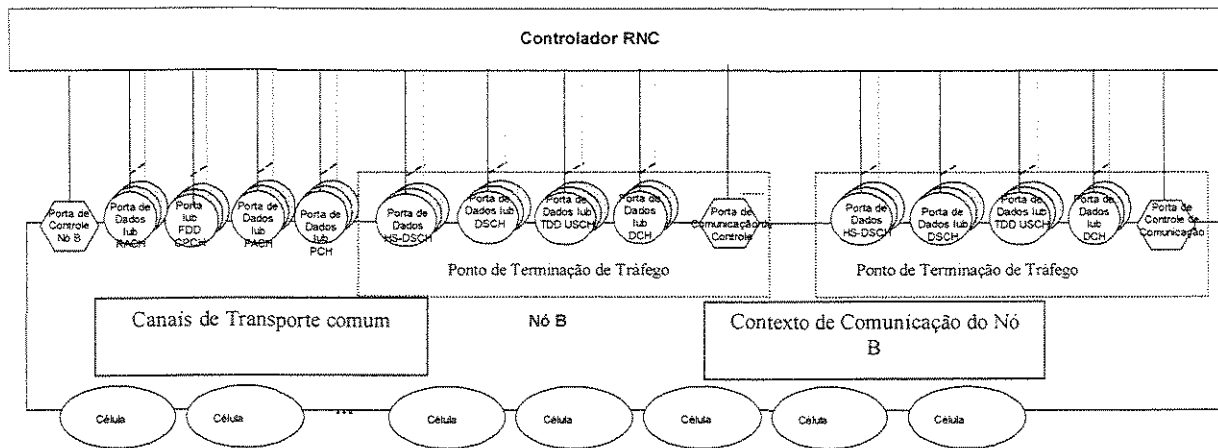 Controlador RNC
Porta de
Controle
Nó B
Porta de
Dados
Iub
RACH
Porta
Iub
FDD
CPCH
Porta de
Dados
Iub
FACH
Porta de
Dados
Iub
PCH
Porta de
Dados
HS-DSCH
Porta de
Dados Iub
DSCH
Porta de
Dados Iub
TDD USCH
Porta de
Dados Iub
DCH
Porta de
Comunicação de
Controle
Porta de
Dados
HS-DSCH
Porta de
Dados Iub
DSCH
Porta de
Dados Iub
TDD USCH
Porta de
Dados Iub
DCH
Porta de
Controle de
Comunicação
Ponto de Terminação de Tráfego
Ponto de Terminação de Tráfego
Canais de Transporte comum
Nó B
Contexto de Comunicação do Nó
B
Célula
Célula
...
Célula
Célula
Célula
Célula
Célula